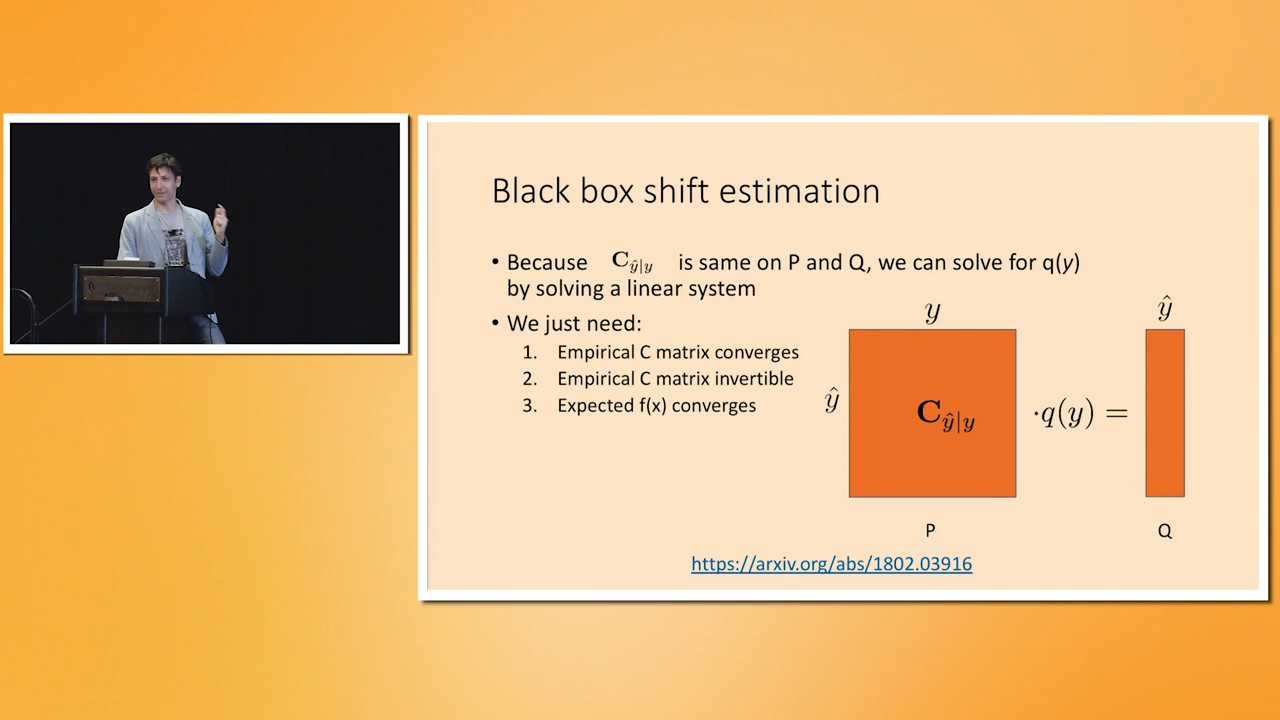 Black box shift estimation
• Because C_{ŷ|y} is same on P and Q, we can solve for q(y)
by solving a linear system
• We just need:
1. Empirical C matrix converges
2. Empirical C matrix invertible
3. Expected f(x) converges
y
ŷ
ŷ
C_{ŷ|y}
·q(y) =
P
Q
https://arxiv.org/abs/1802.03916